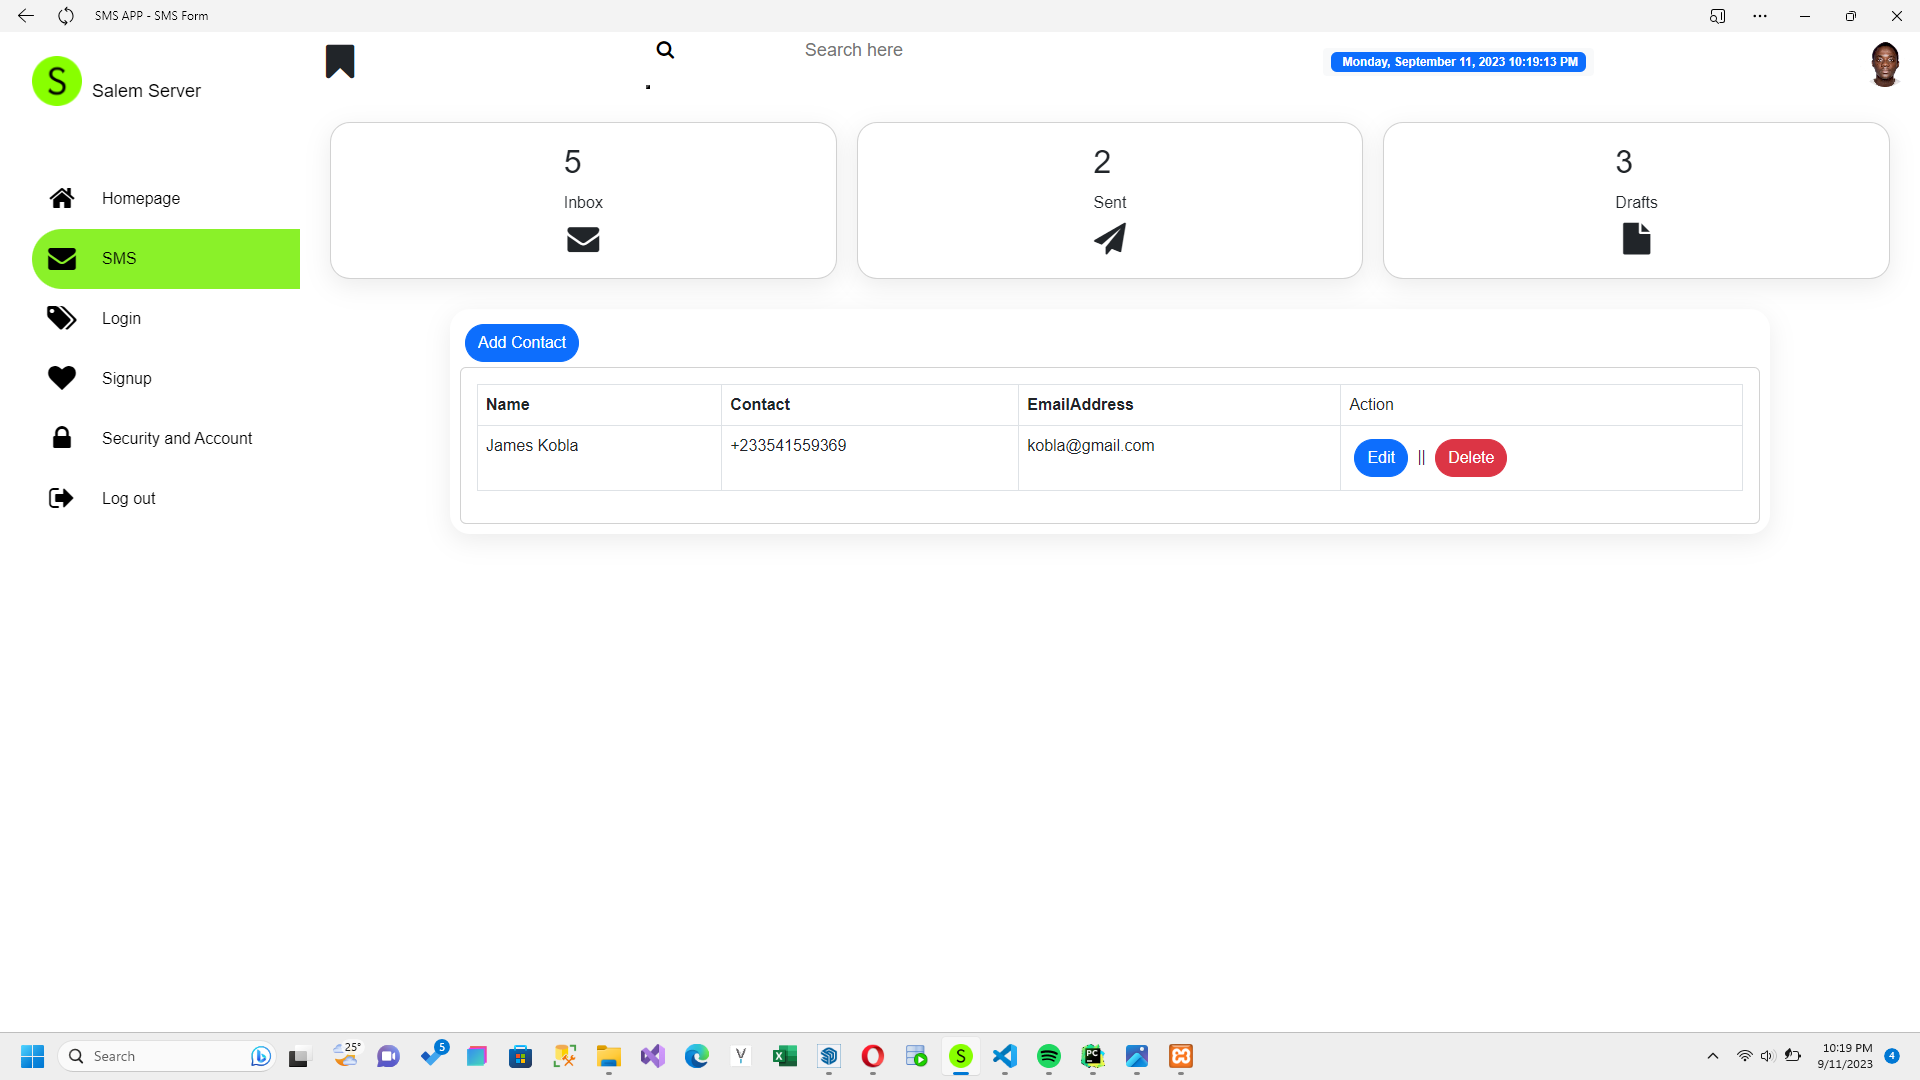 SMS APP - SMS Form
S
Salem Server
Search here
Monday, September 11, 2023 10:19:13 PM
Homepage
SMS
Login
Signup
Security and Account
Log out
5
Inbox
2
Sent
3
Drafts
Add Contact
Name Contact EmailAddress Action
James Kobla +233541559369 kobla@gmail.com Edit || Delete
Search
25°
5
S
PC
10:19 PM
9/11/2023
4